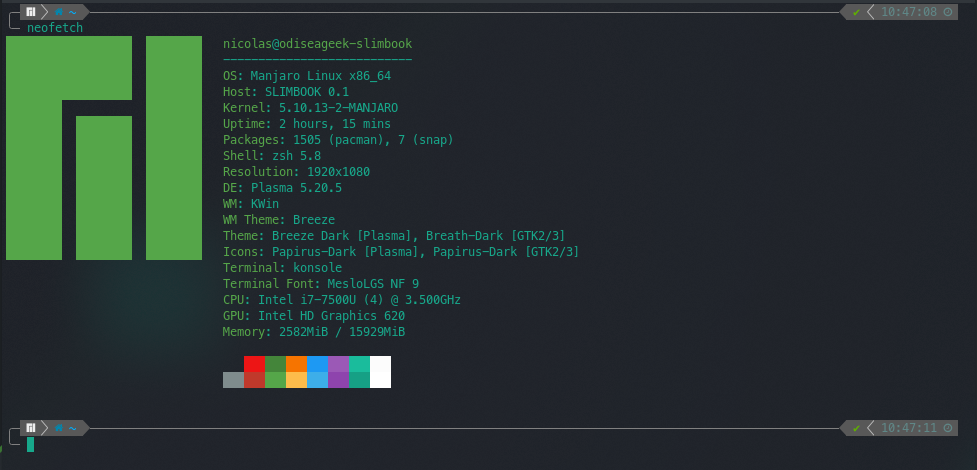 ~ 10:47:08
neofetch
nicolas@odiseageek-slimbook
---------------------------
OS: Manjaro Linux x86_64
Host: SLIMBOOK 0.1
Kernel: 5.10.13-2-MANJARO
Uptime: 2 hours, 15 mins
Packages: 1505 (pacman), 7 (snap)
Shell: zsh 5.8
Resolution: 1920x1080
DE: Plasma 5.20.5
WM: KWin
WM Theme: Breeze
Theme: Breeze Dark [Plasma], Breath-Dark [GTK2/3]
Icons: Papirus-Dark [Plasma], Papirus-Dark [GTK2/3]
Terminal: konsole
Terminal Font: MesloLGS NF 9
CPU: Intel i7-7500U (4) @ 3.500GHz
GPU: Intel HD Graphics 620
Memory: 2582MiB / 15929MiB
~ 10:47:11